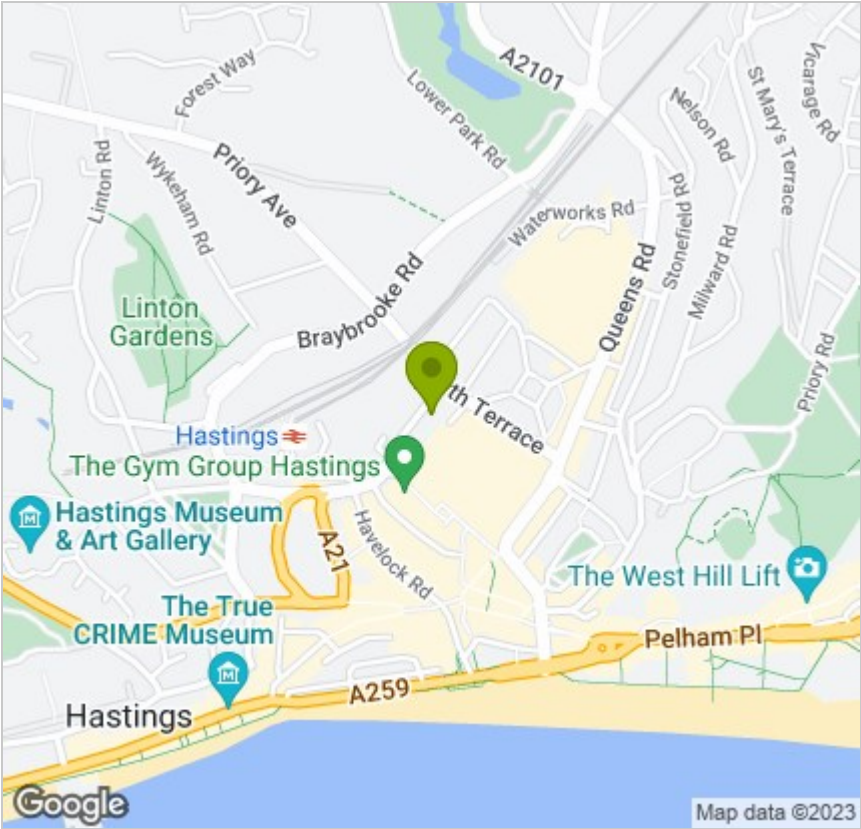 A2101
Forest Way
Lower Park Rd
Vicarage Rd
St Mary's Terrace
Nelson Rd
Linton Rd
Wykeham Rd
Priory Ave
Stonefield Rd
Waterworks Rd
Milward Rd
Queens Rd
Braybrooke Rd
Linton
Gardens
Priory Rd
Terrace
Hastings
The Gym Group Hastings
Hastings Museum
& Art Gallery
A21
Havelock Rd
The West Hill Lift
The True
CRIME Museum
Pelham Pl
A259
Hastings
Google
Map data ©2023